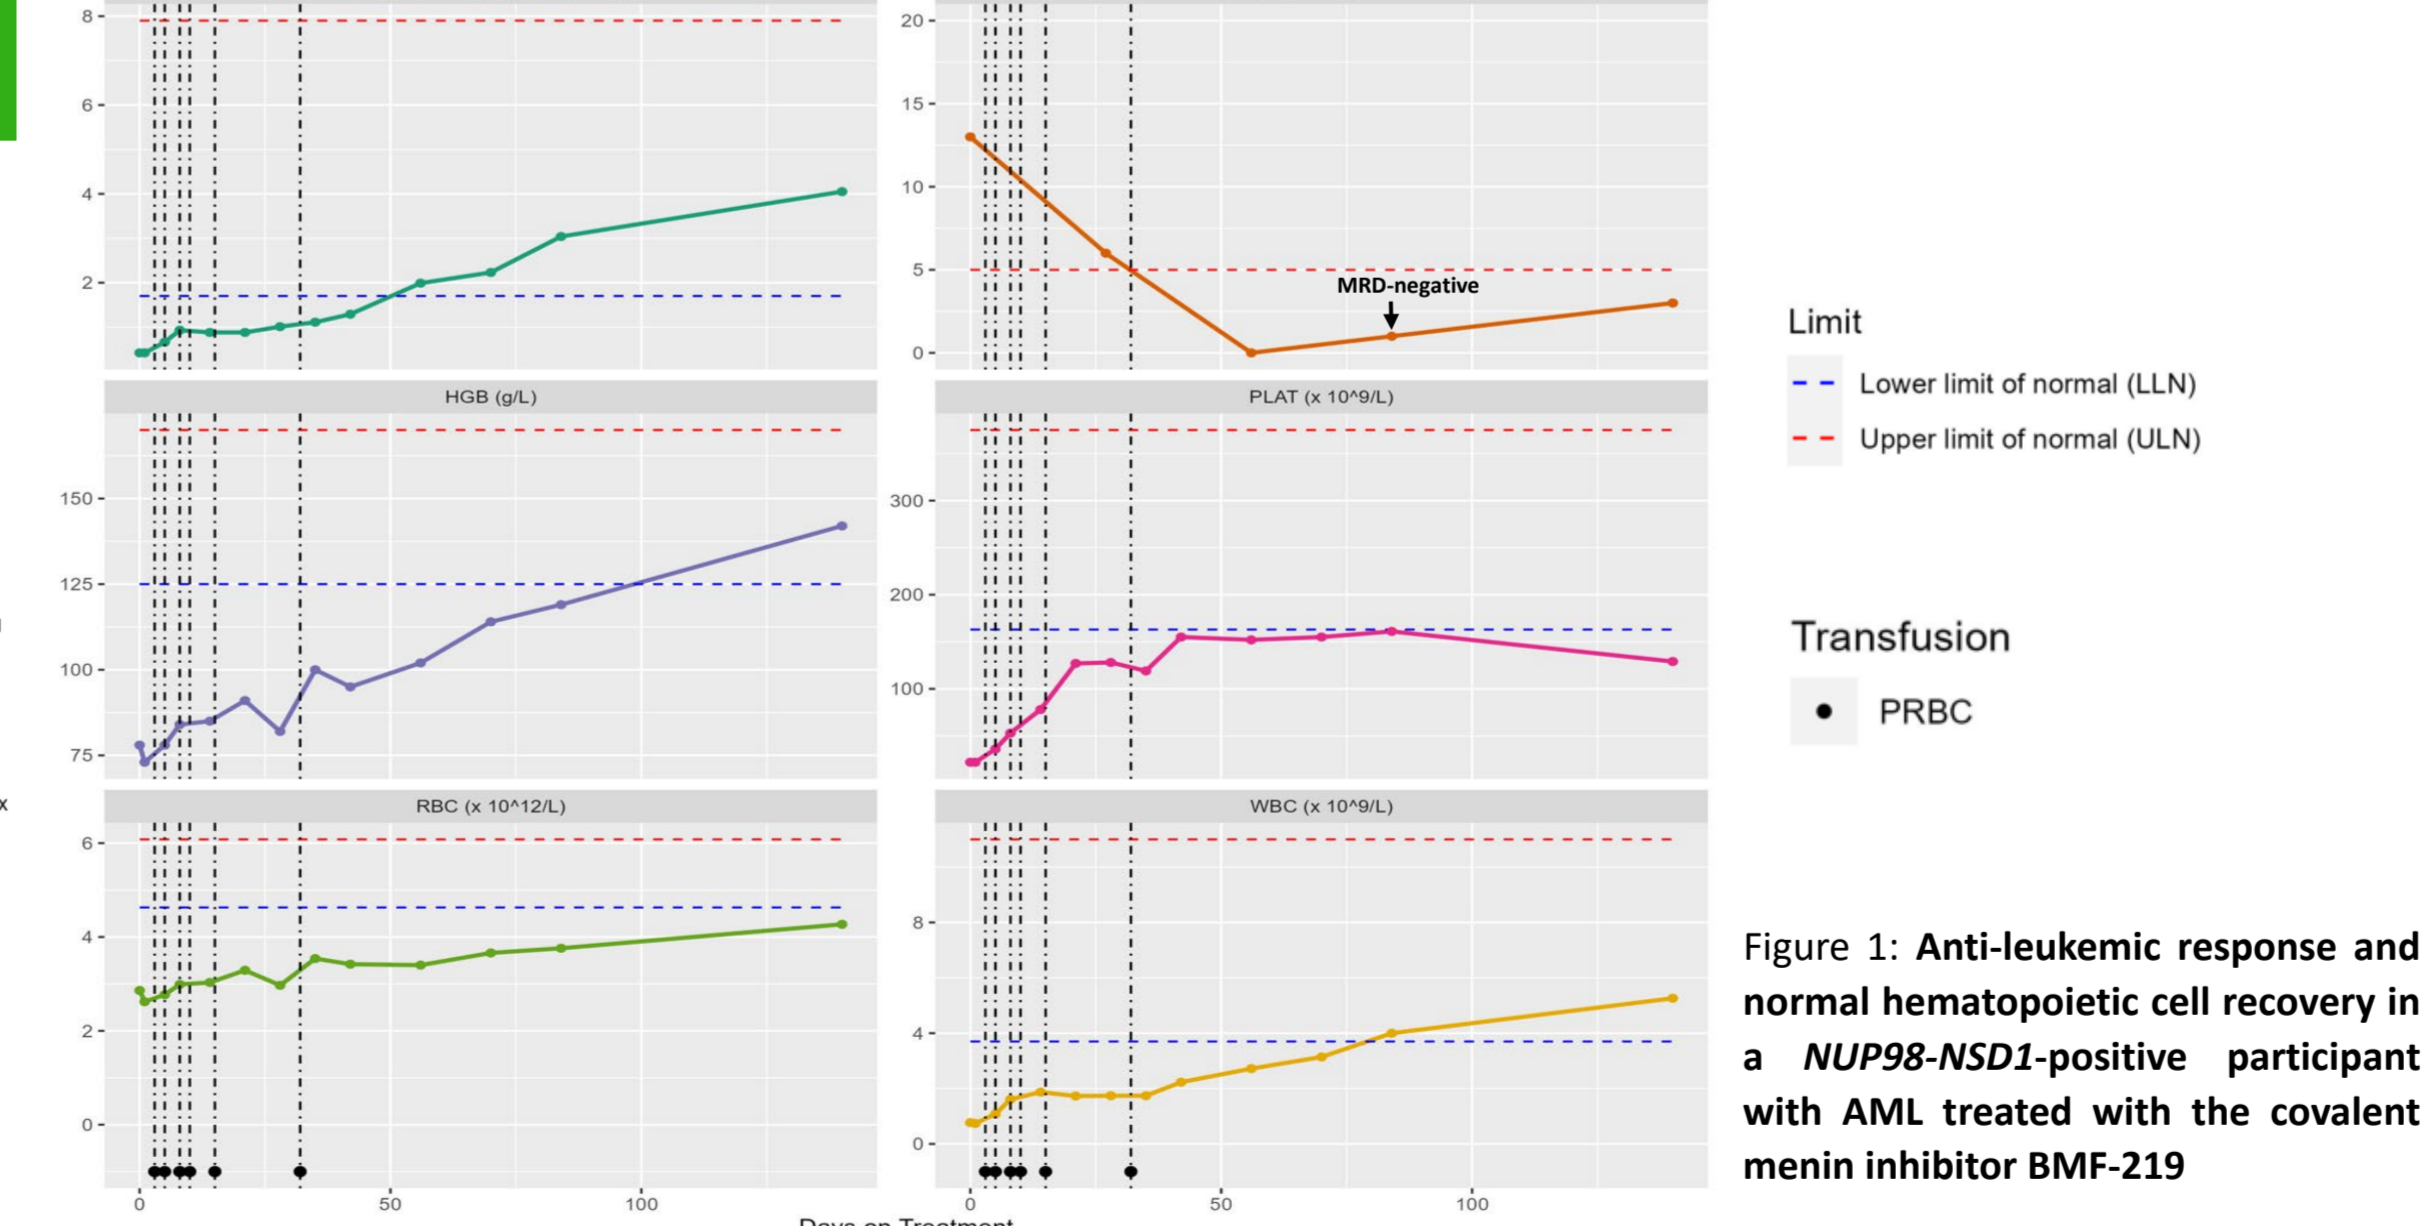 8
6
4
2
20
15
10
5
0
MRD-negative
HGB (g/L)
150
125
100
75
PLAT (x 10^9/L)
300
200
100
RBC (x 10^12/L)
6
4
2
0
0
50
100
WBC (x 10^9/L)
8
4
0
0
50
100
Days on Treatment
x
Limit
Lower limit of normal (LLN)
Upper limit of normal (ULN)
Transfusion
PRBC
Figure 1: Anti-leukemic response and
normal hematopoietic cell recovery in
a NUP98-NSD1-positive participant
with AML treated with the covalent
menin inhibitor BMF-219